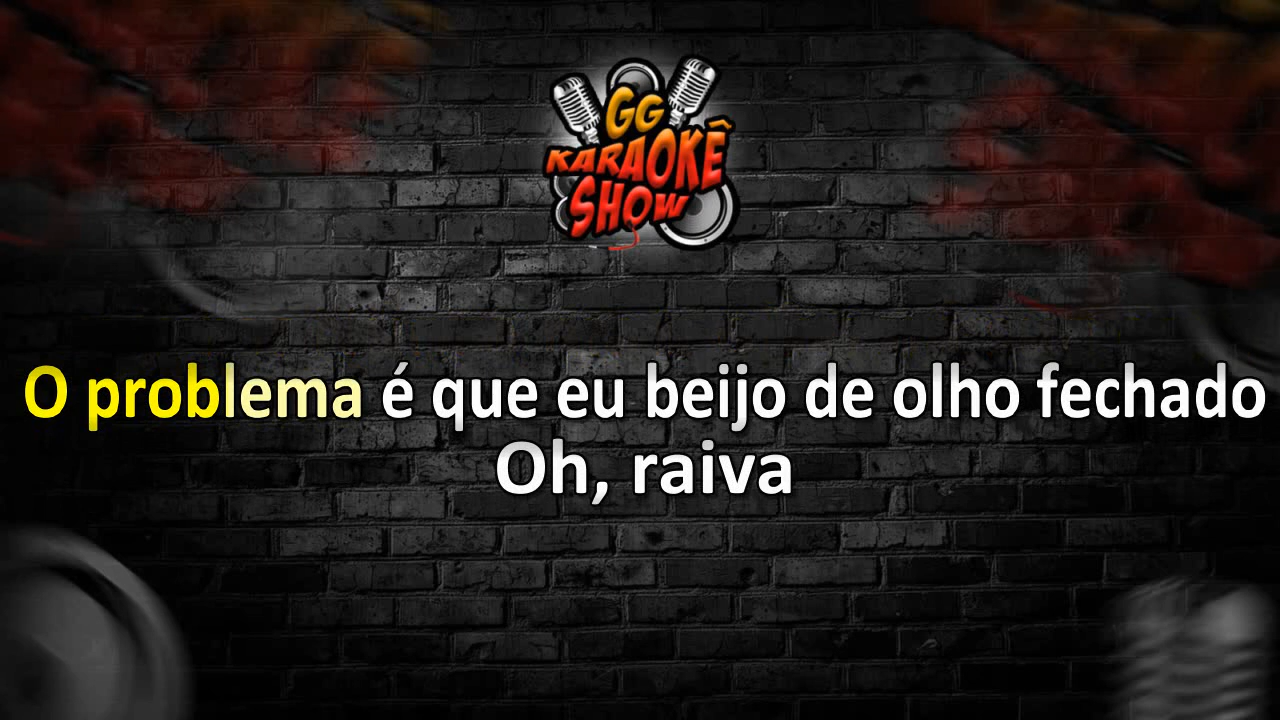 GG
KARAOKÊ
SHOW
O problema é que eu beijo de olho fechado
Oh, raiva